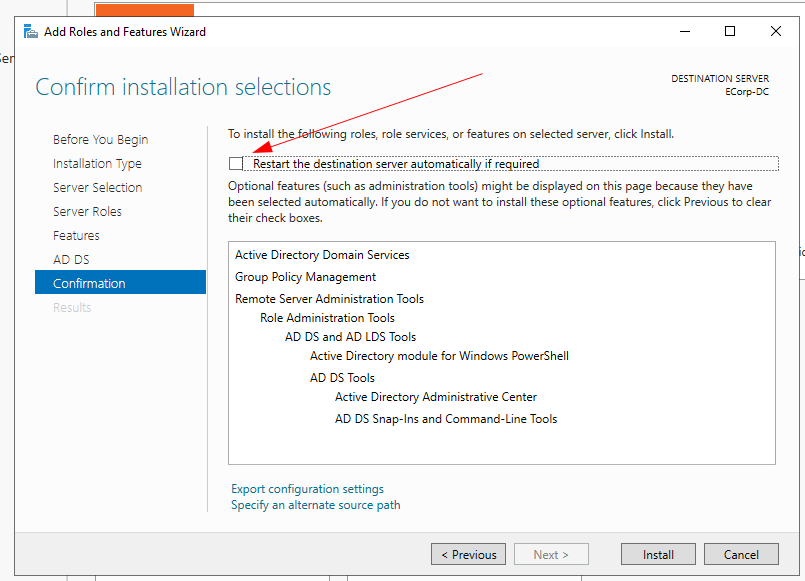 Add Roles and Features Wizard
Confirm installation selections
DESTINATION SERVER
ECorp-DC
Before You Begin
Installation Type
Server Selection
Server Roles
Features
AD DS
Confirmation
Results
To install the following roles, role services, or features on selected server, click Install.
Restart the destination server automatically if required
Optional features (such as administration tools) might be displayed on this page because they have
been selected automatically. If you do not want to install these optional features, click Previous to clear
their check boxes.
Active Directory Domain Services
Group Policy Management
Remote Server Administration Tools
Role Administration Tools
AD DS and AD LDS Tools
Active Directory module for Windows PowerShell
AD DS Tools
Active Directory Administrative Center
AD DS Snap-Ins and Command-Line Tools
Export configuration settings
Specify an alternate source path
< Previous
Next >
Install
Cancel